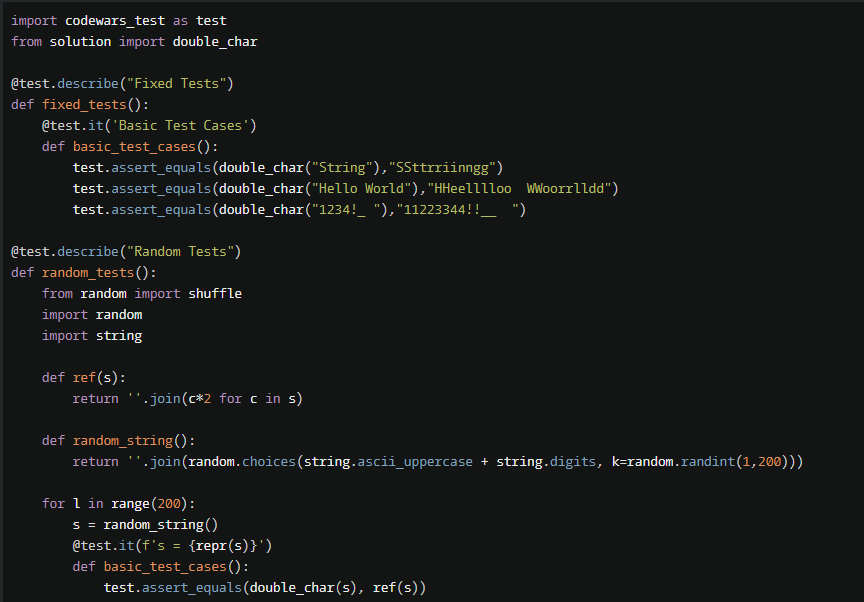 import codewars_test as test
from solution import double_char

@test.describe("Fixed Tests")
def fixed_tests():
    @test.it('Basic Test Cases')
    def basic_test_cases():
        test.assert_equals(double_char("String"),"SSttrriinngg")
        test.assert_equals(double_char("Hello World"),"HHeelllloo  WWoorrlldd")
        test.assert_equals(double_char("1234!_ "),"11223344!!__  ")

@test.describe("Random Tests")
def random_tests():
    from random import shuffle
    import random
    import string

    def ref(s):
        return ''.join(c*2 for c in s)

    def random_string():
        return ''.join(random.choices(string.ascii_uppercase + string.digits, k=random.randint(1,200)))

    for l in range(200):
        s = random_string()
        @test.it(f's = {repr(s)}')
        def basic_test_cases():
            test.assert_equals(double_char(s), ref(s))